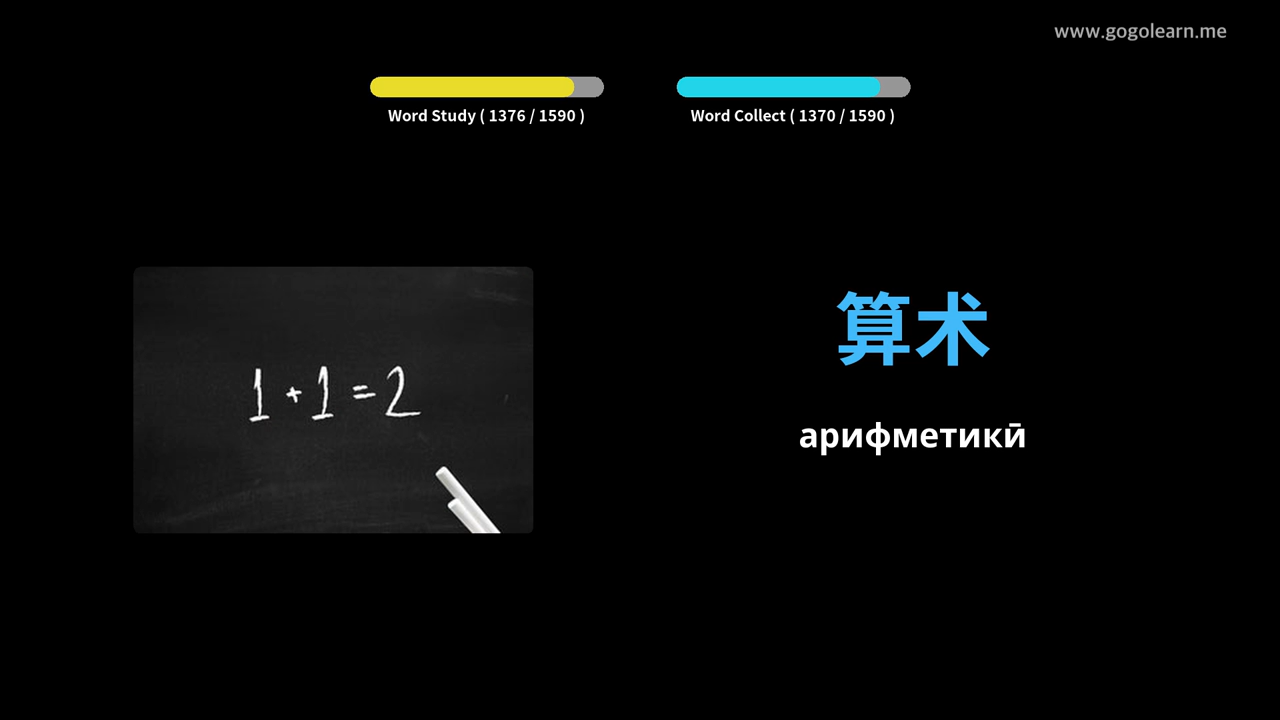 www.gogolearn.me
Word Study ( 1376 / 1590 )
Word Collect ( 1370 / 1590 )
1 + 1 = 2
算术
арифметикӣ